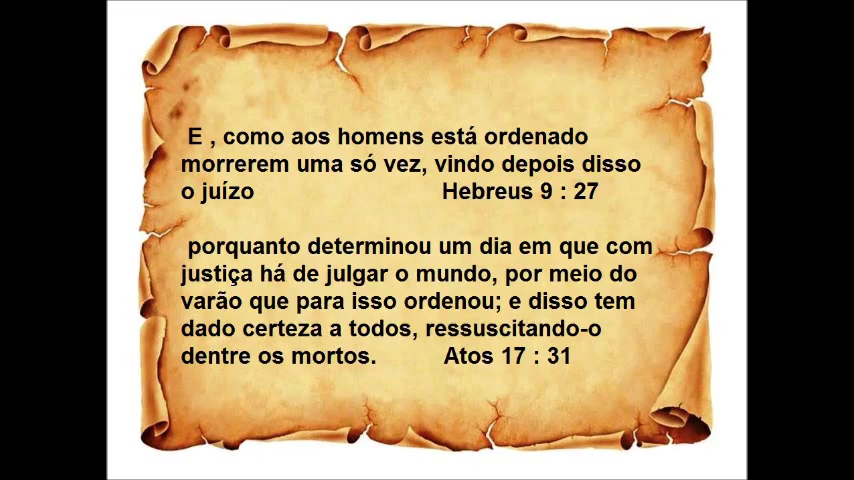 E , como aos homens está ordenado
morrerem uma só vez, vindo depois disso
o juízo Hebreus 9 : 27
porquanto determinou um dia em que com
justiça há de julgar o mundo, por meio do
varão que para isso ordenou; e disso tem
dado certeza a todos, ressuscitando-o
dentre os mortos. Atos 17 : 31